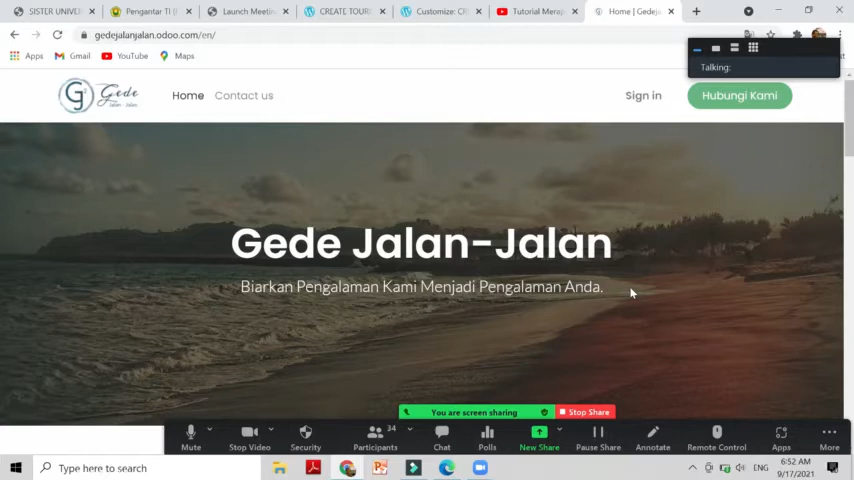 SISTER UNIVER
Pengantar TI (
Launch Meetin
CREATE TOUR
Customize: CR
Tutorial Meraj
Home | Gedeja
gedejalanjalan.odoo.com/en/
Apps
Gmail
YouTube
Maps
Talking:
Gede
Jalan - Jalan
Home
Contact us
Sign in
Hubungi Kami
Gede Jalan-Jalan
Biarkan Pengalaman Kami Menjadi Pengalaman Anda.
You are screen sharing
Stop Share
Mute
Stop Video
Security
34
Participants
Chat
Polls
New Share
Pause Share
Annotate
Remote Control
Apps
More
Type here to search
ENG
6:52 AM
9/17/2021